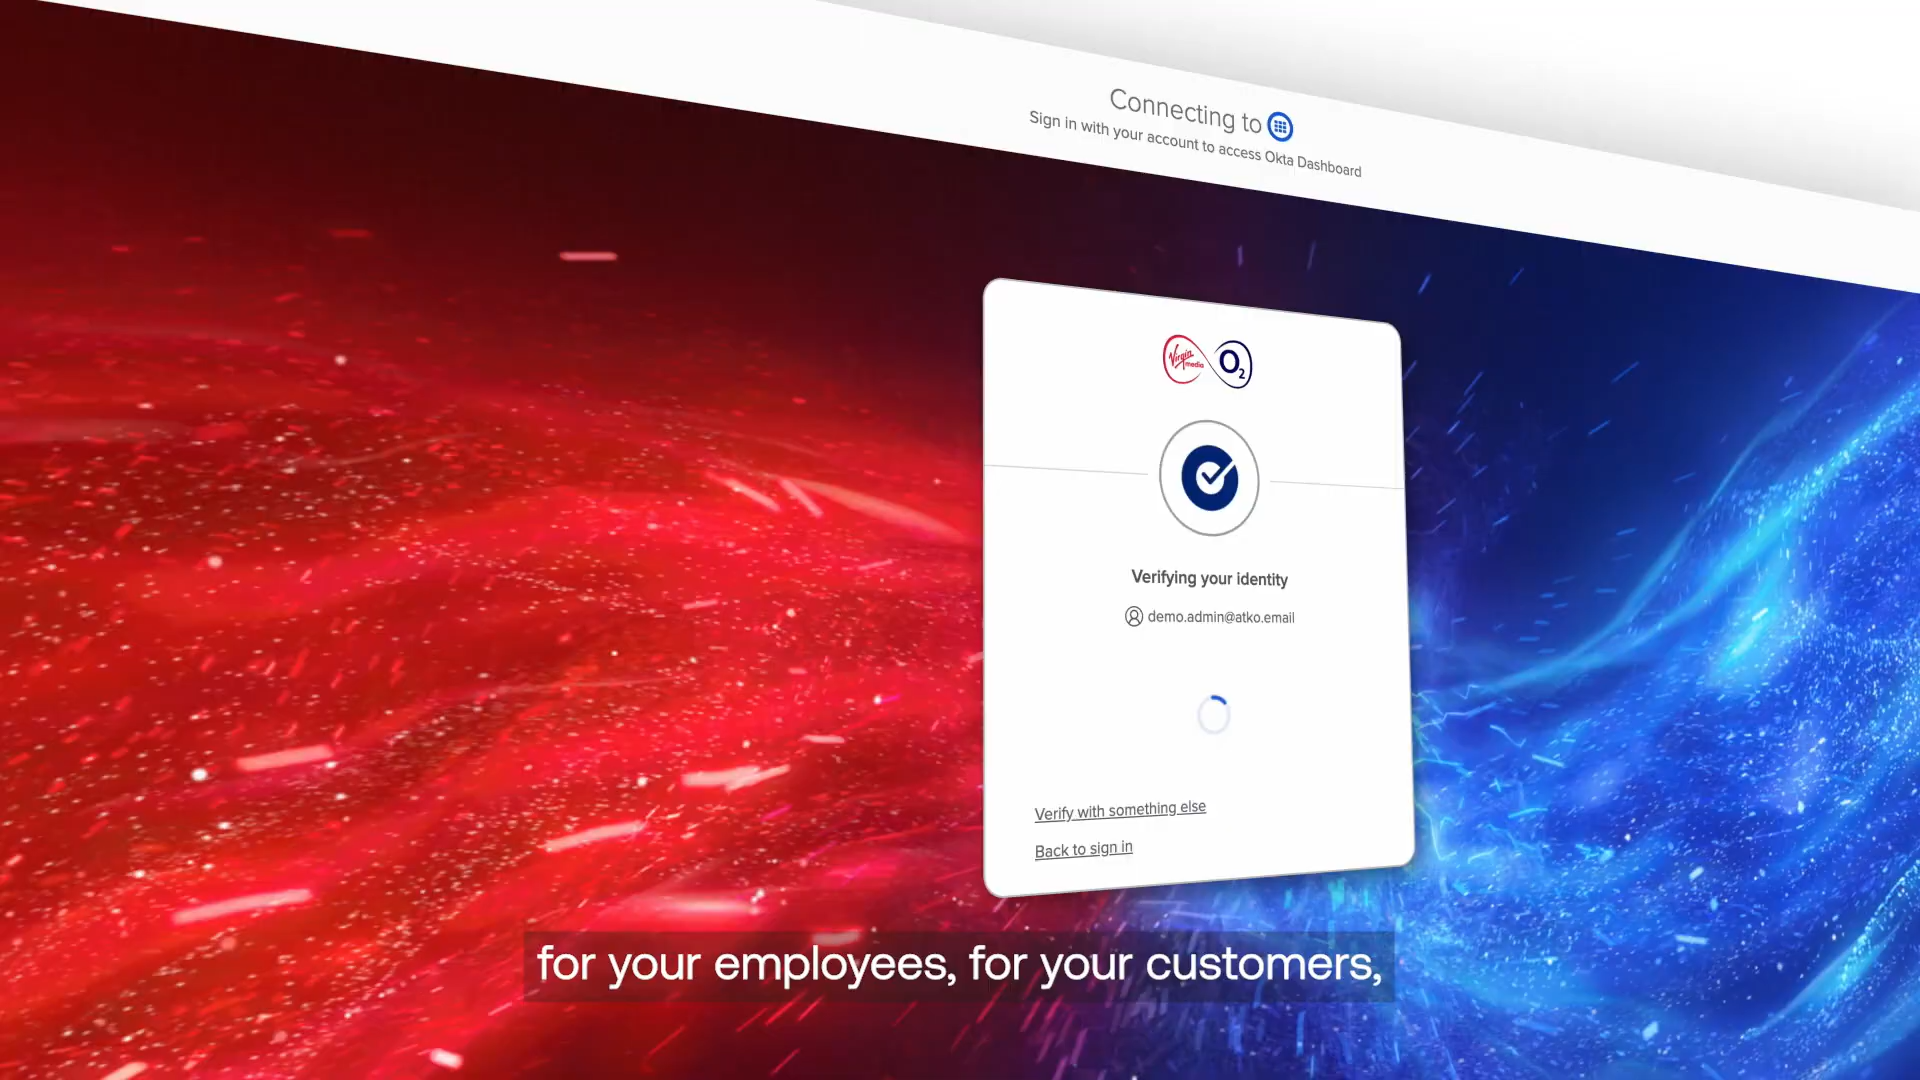 Connecting to
Sign in with your account to access Okta Dashboard
Virgin media O2
Verifying your identity
demo.admin@atko.email
Verify with something else
Back to sign in
for your employees, for your customers,